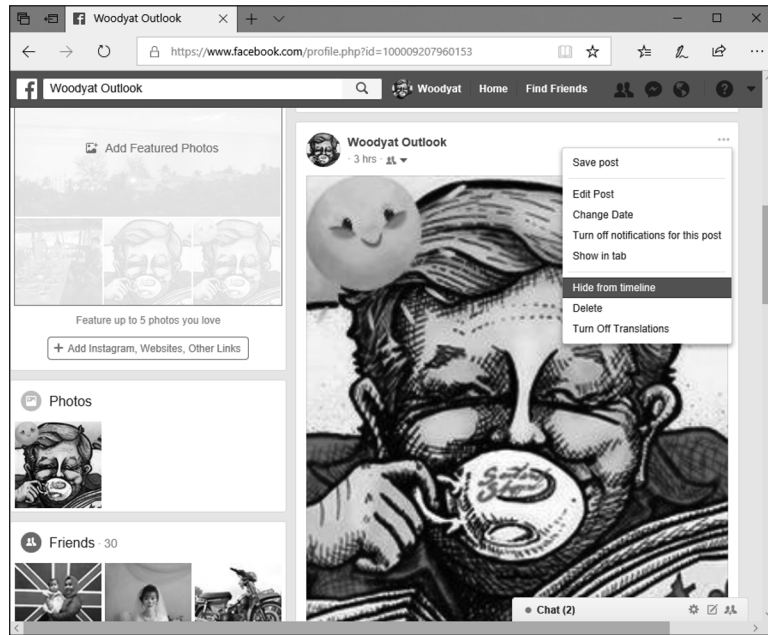 Woodyat Outlook
https://www.facebook.com/profile.php?id=100009207960153
Woodyat Outlook
Woodyat
Home
Find Friends
Add Featured Photos
Feature up to 5 photos you love
+ Add Instagram, Websites, Other Links
Photos
Friends · 30
Woodyat Outlook
· 3 hrs ·
Save post
Edit Post
Change Date
Turn off notifications for this post
Show in tab
Hide from timeline
Delete
Turn Off Translations
Chat (2)